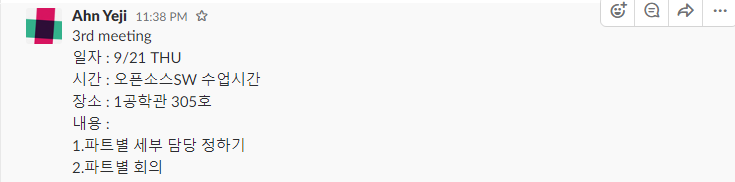 Ahn Yeji 11:38 PM
3rd meeting
일자 : 9/21 THU
시간 : 오픈소스SW 수업시간
장소 : 1공학관 305호
내용 :
1.파트별 세부 담당 정하기
2.파트별 회의